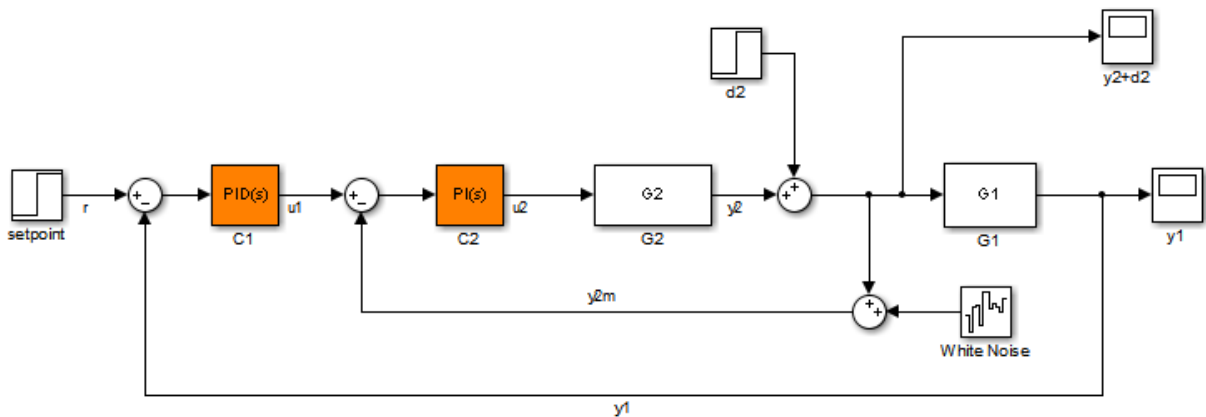 d2
y2+d2
r
setpoint
+
−
PID(s)
C1
u1
+
−
PI(s)
C2
u2
G2
G2
y2
+
+
G1
G1
y1
y2m
+
+
White Noise
y1